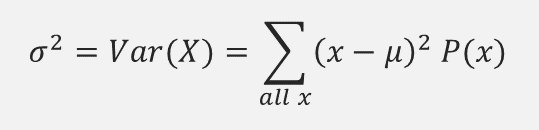 σ² = Var(X) = ∑ (x − μ)² P(x)
all x